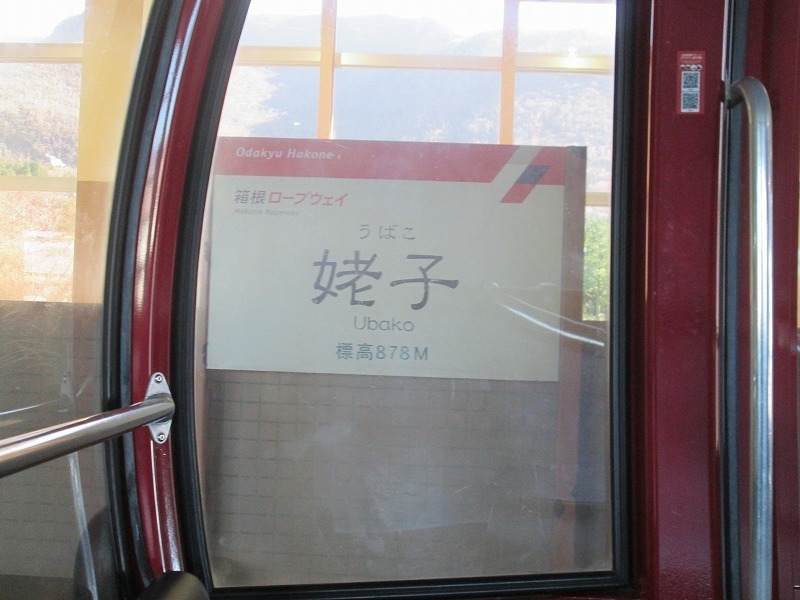 Odakyu Hakone
箱根ロープウェイ
Hakone Ropeway
うばこ
姥子
Ubako
標高878M